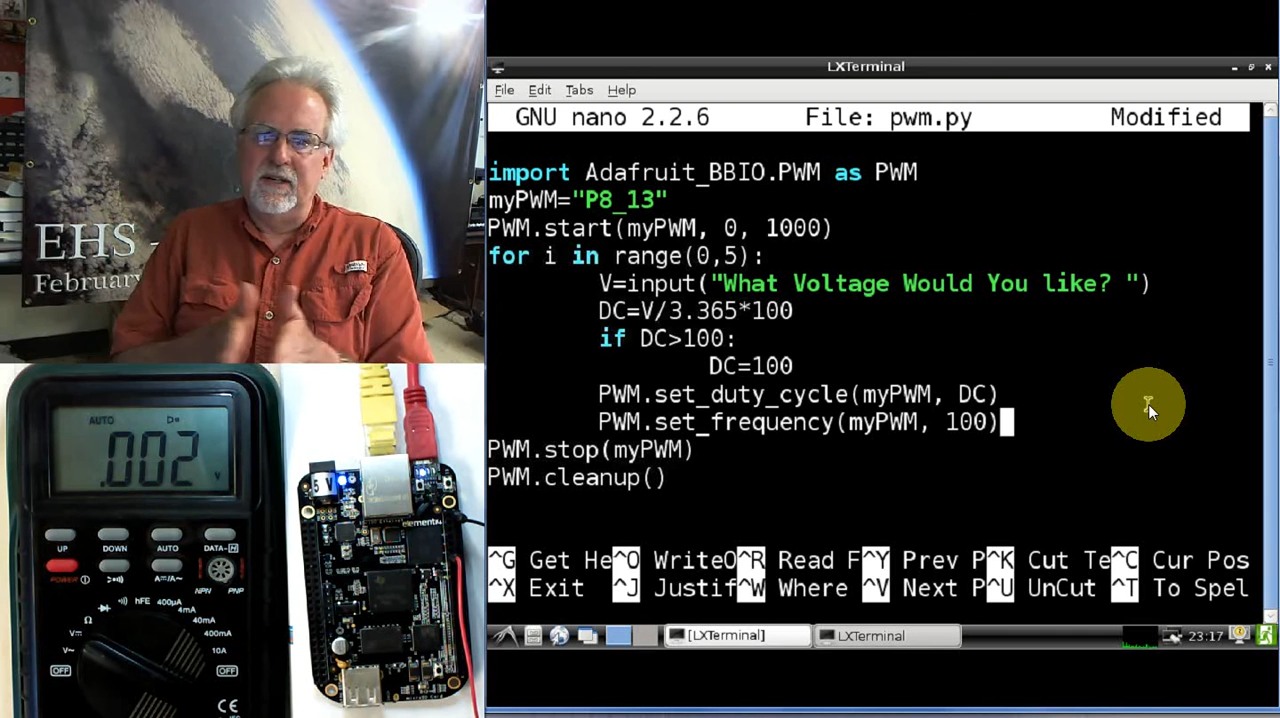 EHS -
February
LXTerminal
File Edit Tabs Help
GNU nano 2.2.6 File: pwm.py Modified
import Adafruit_BBIO.PWM as PWM
myPWM="P8_13"
PWM.start(myPWM, 0, 1000)
for i in range(0,5):
V=input("What Voltage Would You like? ")
DC=V/3.365*100
if DC>100:
DC=100
PWM.set_duty_cycle(myPWM, DC)
PWM.set_frequency(myPWM, 100)
PWM.stop(myPWM)
PWM.cleanup()
^G Get He^O WriteO^R Read F^Y Prev P^K Cut Te^C Cur Pos
^X Exit ^J Justif^W Where ^V Next P^U UnCut ^T To Spel
[LXTerminal] LXTerminal 23:17
AUTO
.002 V
UP DOWN AUTO DATA-H
POWER
NPN PNP
hFE 400µA
4mA
Ω 40mA
V⎓ 400mA
V~ 10A
OFF OFF
CE
5 V
element14